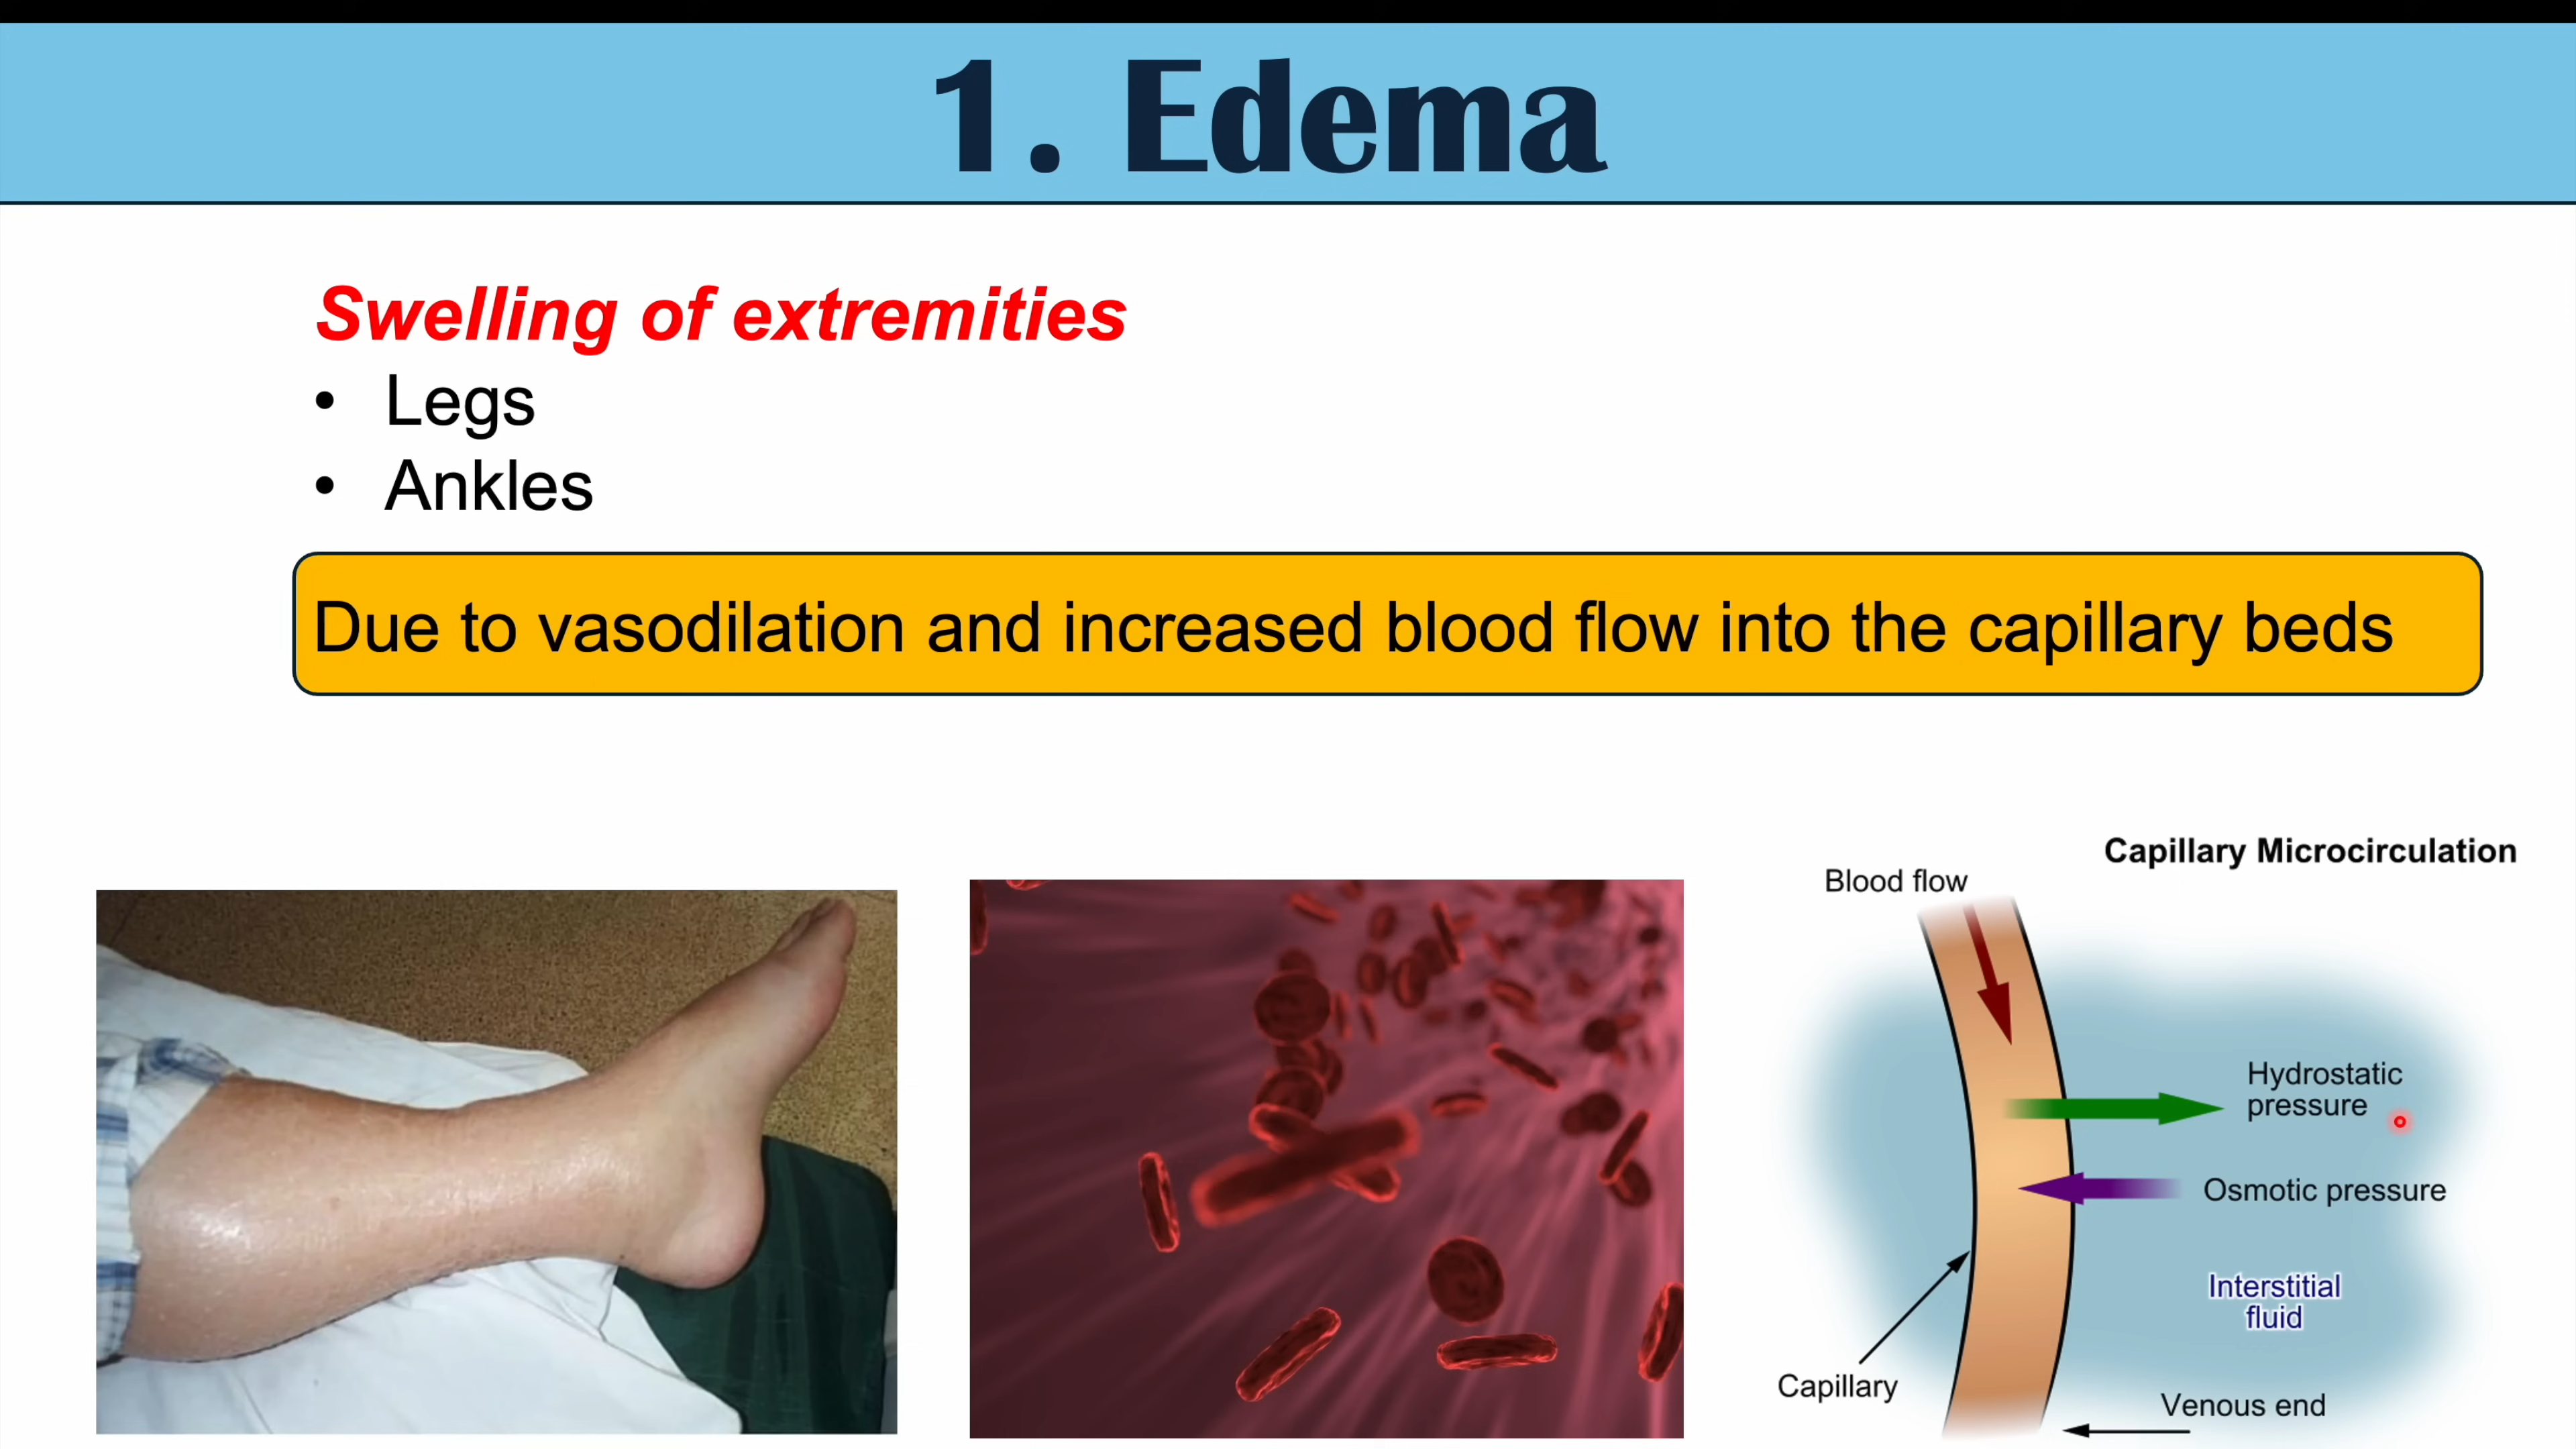 1. Edema
Swelling of extremities
• Legs
• Ankles
Due to vasodilation and increased blood flow into the capillary beds
Capillary Microcirculation
Blood flow
Hydrostatic
pressure
Osmotic pressure
Interstitial
fluid
Capillary
Venous end